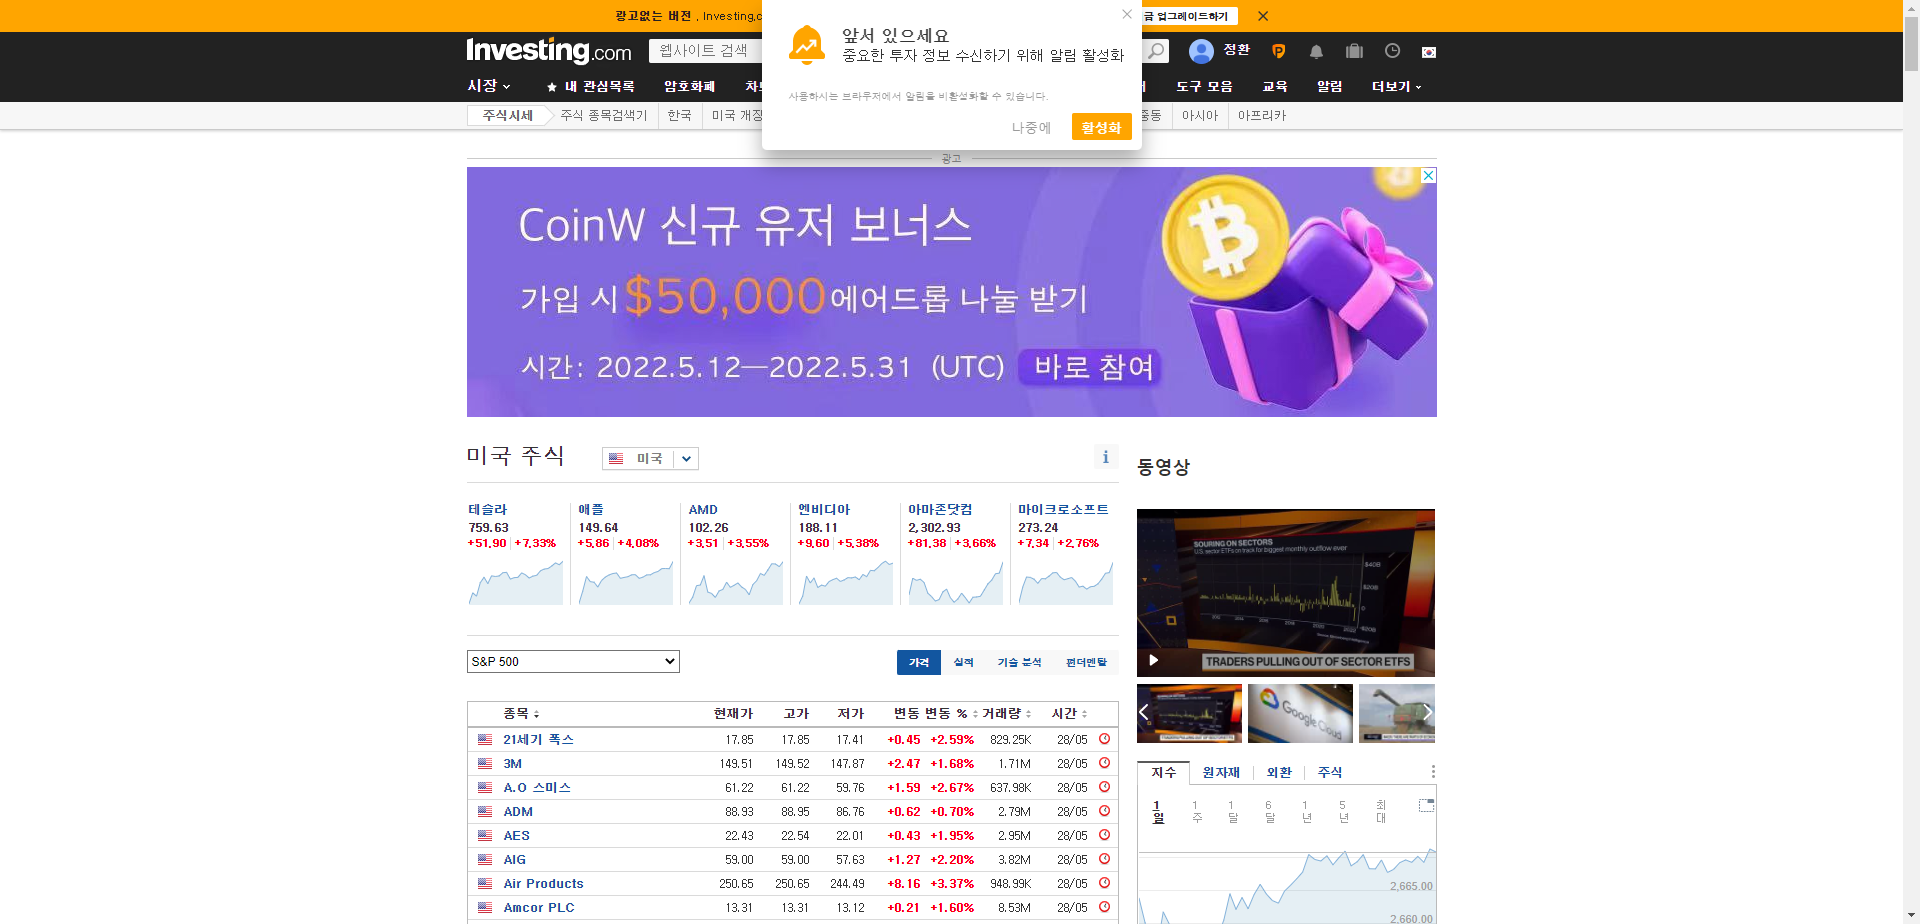 광고없는 버전 . Investing.c
금 업그레이드하기
앞서 있으세요
중요한 투자 정보 수신하기 위해 알림 활성화
사용하시는 브라우저에서 알림을 비활성화할 수 있습니다.
나중에
활성화
Investing.com
웹사이트 검색
정환
시장
내 관심목록
암호화폐
도구 모음
교육
알림
더보기
주식시세
주식 종목검색기
한국
미국 개장
중동
아시아
아프리카
광고
CoinW 신규 유저 보너스
가입 시 $50,000 에어드롭 나눌 받기
시간: 2022.5.12—2022.5.31 (UTC) 바로 참여
미국 주식
미국
i
동영상
테슬라
759.63
+51.90 +7.33%
애플
149.64
+5.86 +4.08%
AMD
102.26
+3.51 +3.55%
엔비디아
188.11
+9.60 +5.38%
아마존닷컴
2,302.93
+81.38 +3.66%
마이크로소프트
273.24
+7.34 +2.76%
SOURING ON SECTORS
U.S. sector ETFs on track for biggest monthly outflow ever
$40B
$20B
0
-$20B
TRADERS PULLING OUT OF SECTOR ETFS
Google Cloud
S&P 500
가격 실적 기술 분석 펀더멘탈
종목 현재가 고가 저가 변동 변동 % 거래량 시간
21세기 폭스 17.85 17.85 17.41 +0.45 +2.59% 829.25K 28/05
3M 149.51 149.52 147.87 +2.47 +1.68% 1.71M 28/05
A.O 스미스 61.22 61.22 59.76 +1.59 +2.67% 637.98K 28/05
ADM 88.93 88.95 86.76 +0.62 +0.70% 2.79M 28/05
AES 22.43 22.54 22.01 +0.43 +1.95% 2.95M 28/05
AIG 59.00 59.00 57.63 +1.27 +2.20% 3.82M 28/05
Air Products 250.65 250.65 244.49 +8.16 +3.37% 948.99K 28/05
Amcor PLC 13.31 13.31 13.12 +0.21 +1.60% 8.53M 28/05
지수 원자재 외환 주식
1일 1주 1달 6달 1년 5년 최대
2,665.00
2,660.00